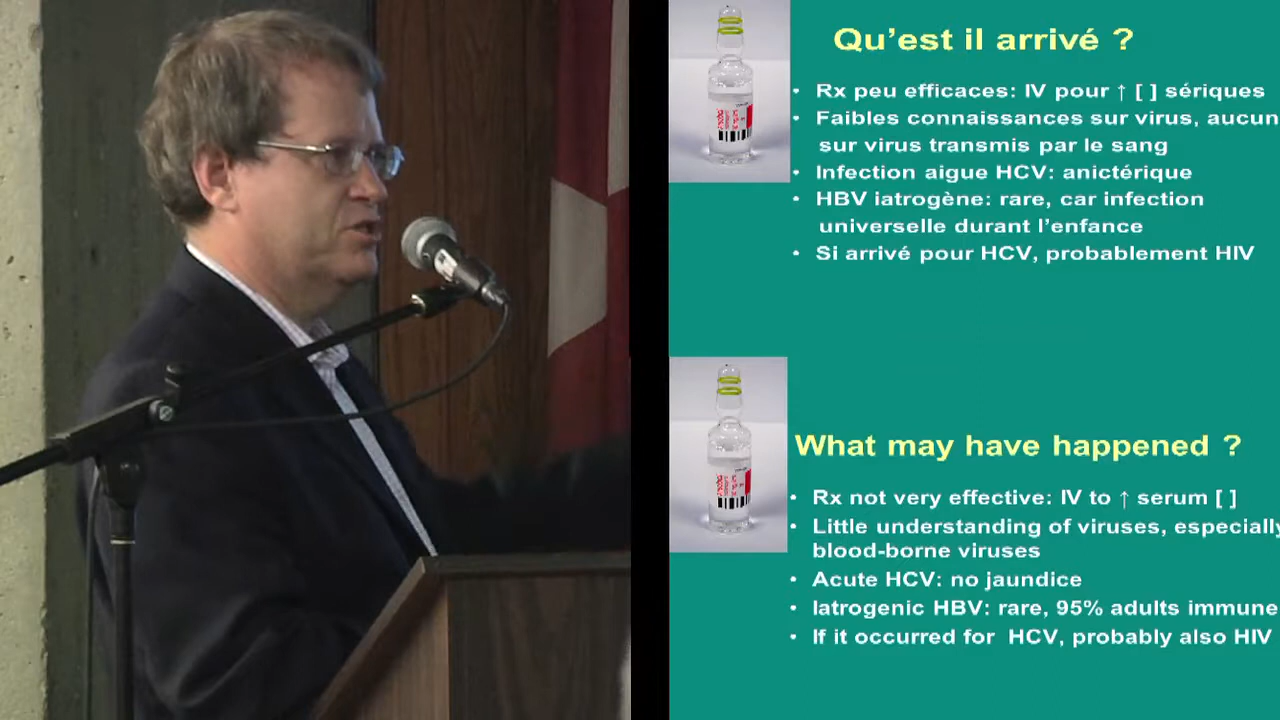 Qu’est il arrivé ?
• Rx peu efficaces: IV pour ↑ [ ] sériques
• Faibles connaissances sur virus, aucun
sur virus transmis par le sang
• Infection aigue HCV: anictérique
• HBV iatrogène: rare, car infection
universelle durant l’enfance
• Si arrivé pour HCV, probablement HIV
What may have happened ?
• Rx not very effective: IV to ↑ serum [ ]
• Little understanding of viruses, especially
blood-borne viruses
• Acute HCV: no jaundice
• Iatrogenic HBV: rare, 95% adults immune
• If it occurred for HCV, probably also HIV